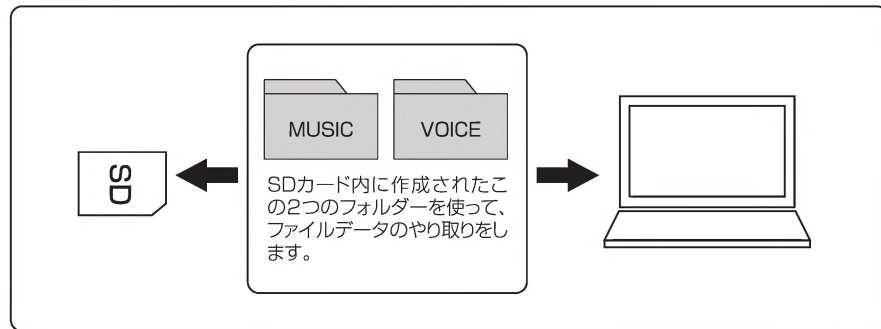 SD
MUSIC
VOICE
SDカード内に作成されたこ
の2つのフォルダーを使って、
ファイルデータのやり取りをし
ます。